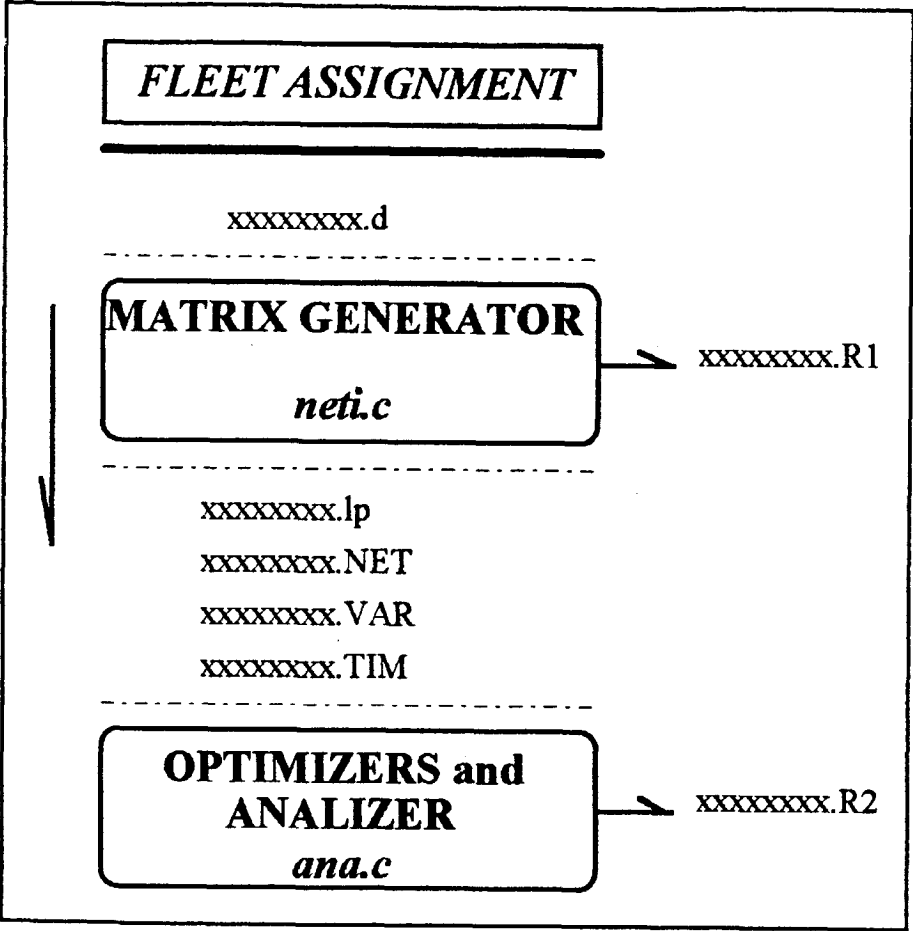 FLEET ASSIGNMENT
xxxxxxxx.d
MATRIX GENERATOR
neti.c
xxxxxxxx.R1
xxxxxxxx.lp
xxxxxxxx.NET
xxxxxxxx.VAR
xxxxxxxx.TIM
OPTIMIZERS and
ANALIZER
ana.c
xxxxxxxx.R2